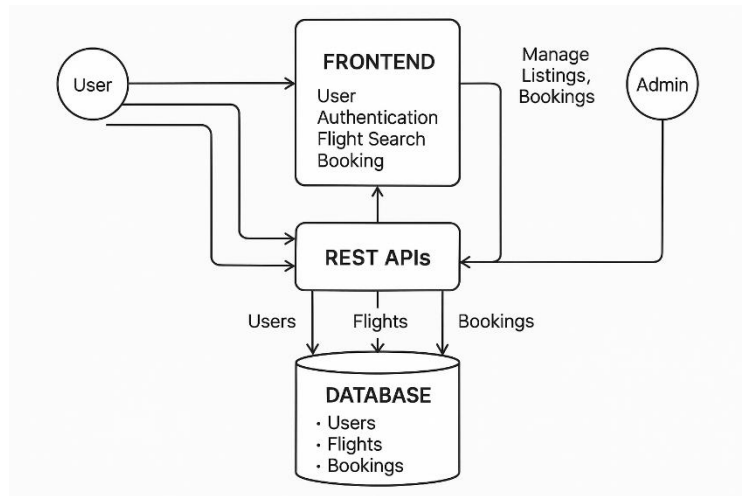 User
FRONTEND
User
Authentication
Flight Search
Booking
Manage
Listings,
Bookings
Admin
REST APIs
Users
Flights
Bookings
DATABASE
· Users
· Flights
· Bookings